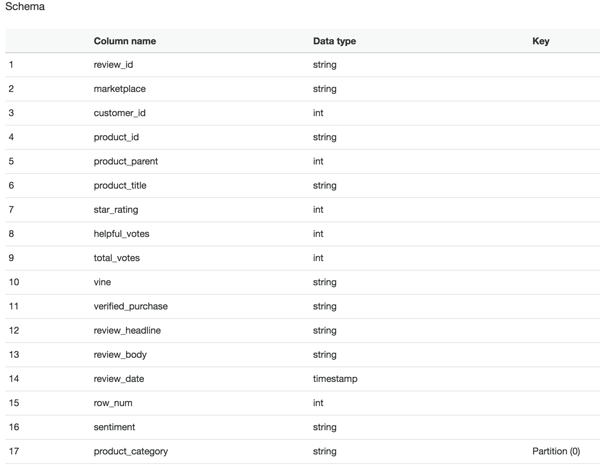 Schema
Column name Data type Key
1 review_id string
2 marketplace string
3 customer_id int
4 product_id string
5 product_parent int
6 product_title string
7 star_rating int
8 helpful_votes int
9 total_votes int
10 vine string
11 verified_purchase string
12 review_headline string
13 review_body string
14 review_date timestamp
15 row_num int
16 sentiment string
17 product_category string Partition (0)